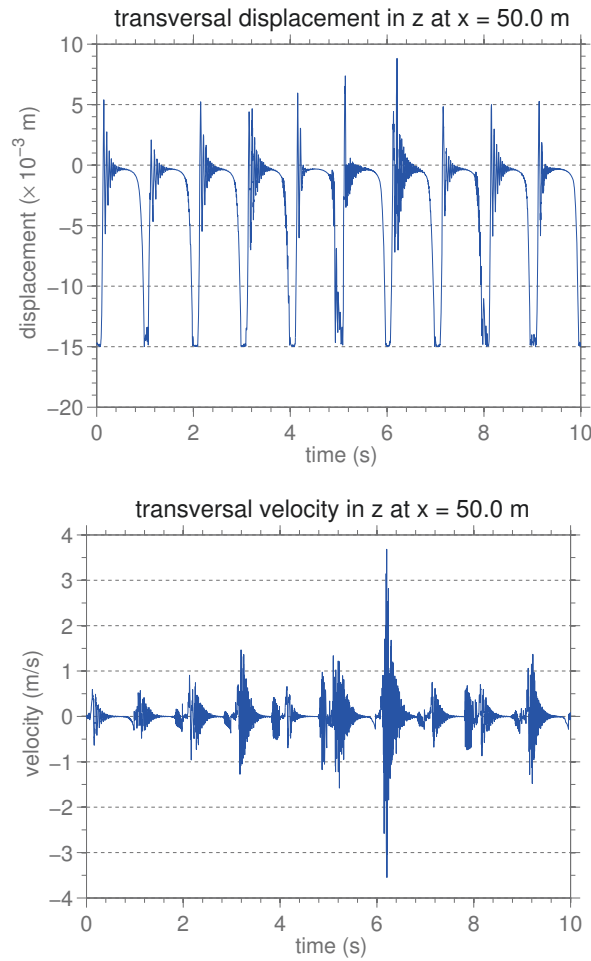 transversal displacement in z at x = 50.0 m
10
5
0
−5
−10
−15
−20
displacement (× 10⁻³ m)
0 2 4 6 8 10
time (s)
transversal velocity in z at x = 50.0 m
4
3
2
1
0
−1
−2
−3
−4
velocity (m/s)
0 2 4 6 8 10
time (s)